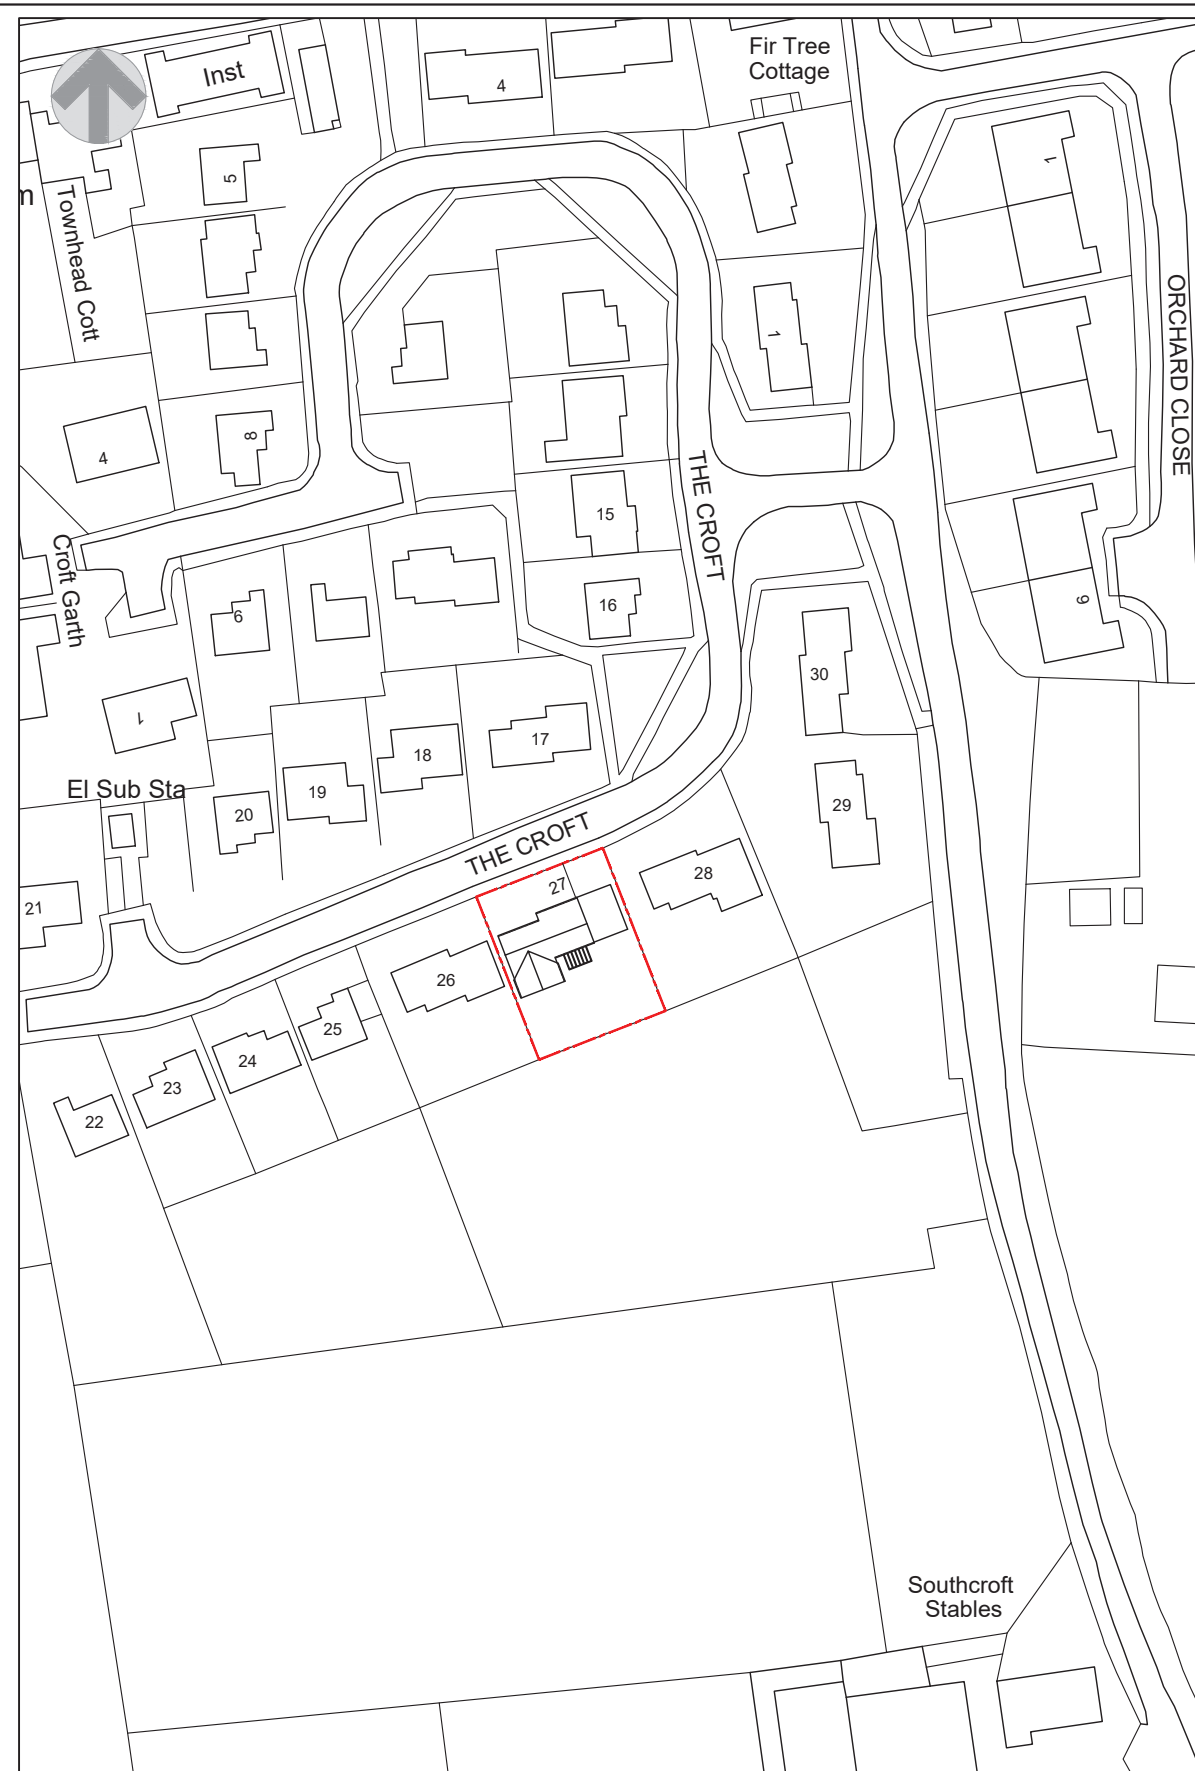 Fir Tree
Cottage
Inst
4
5
1
Townhead Cott
m
ORCHARD CLOSE
1
8
4
THE CROFT
15
Croft Garth
16
6
9
30
1
18
17
El Sub Sta
19
20
29
THE CROFT
28
27
21
26
25
24
23
22
Southcroft
Stables